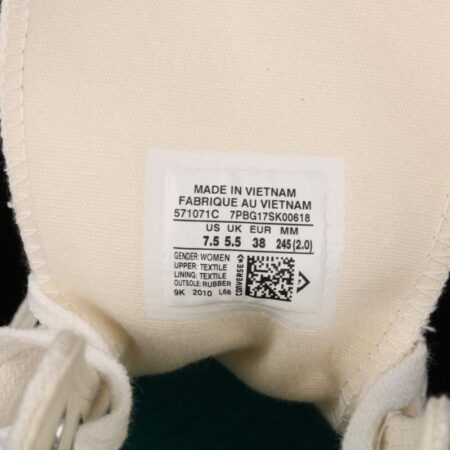 MADE IN VIETNAM
FABRIQUE AU VIETNAM
571071C 7PBG17SK00618
US UK EUR MM
7.5 5.5 38 245 (2.0)
GENDER: WOMEN
UPPER: TEXTILE
LINING: TEXTILE
OUTSOLE: RUBBER
9K 2010 L68
CONVERSE